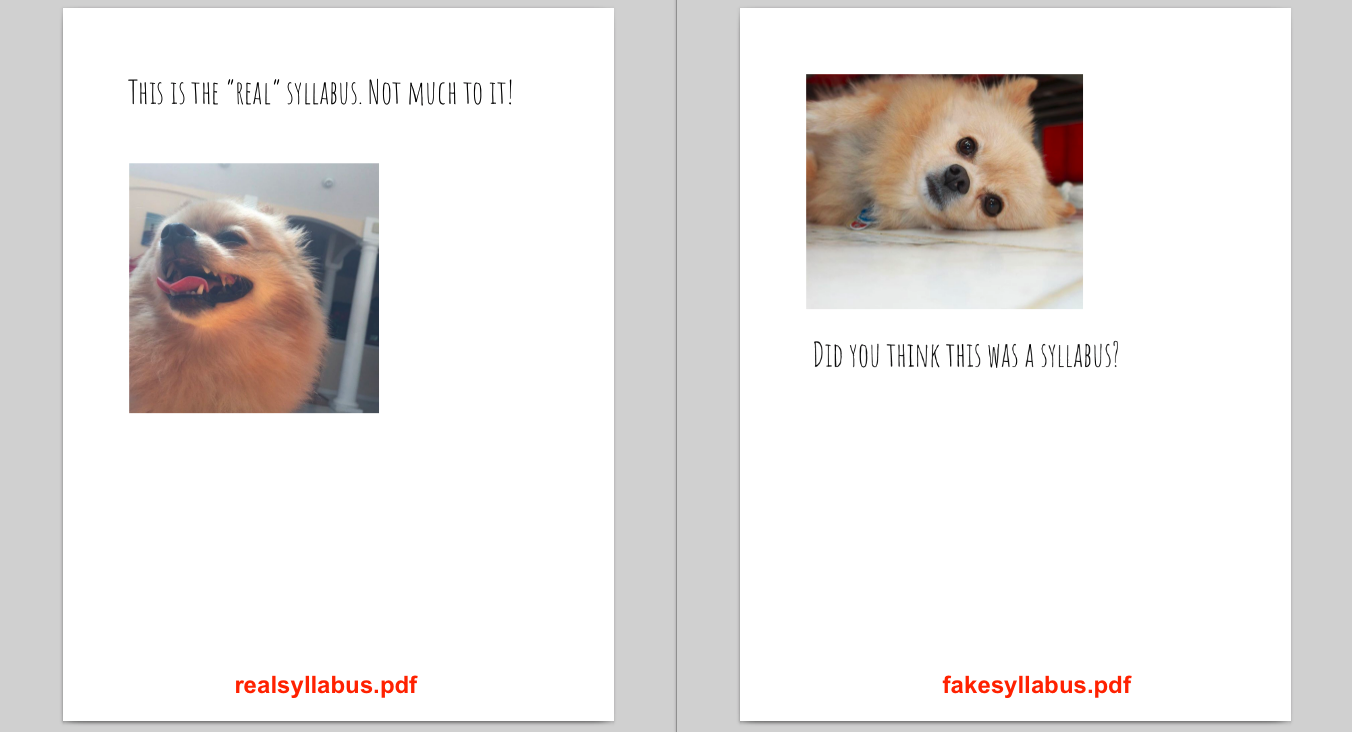 This is the “real” syllabus. Not much to it!
realsyllabus.pdf
Did you think this was a syllabus?
fakesyllabus.pdf